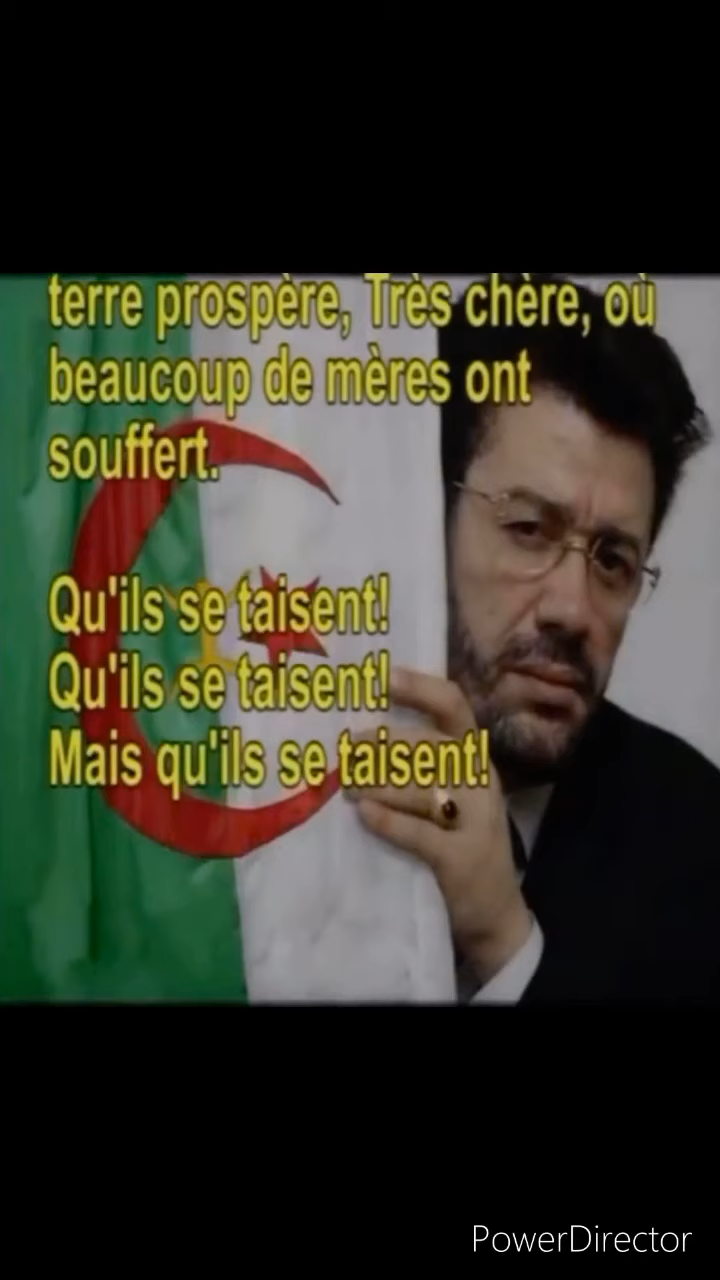 terre prospère, Très chère, où
beaucoup de mères ont
souffert.
Qu'ils se taisent!
Qu'ils se taisent!
Mais qu'ils se taisent!
PowerDirector